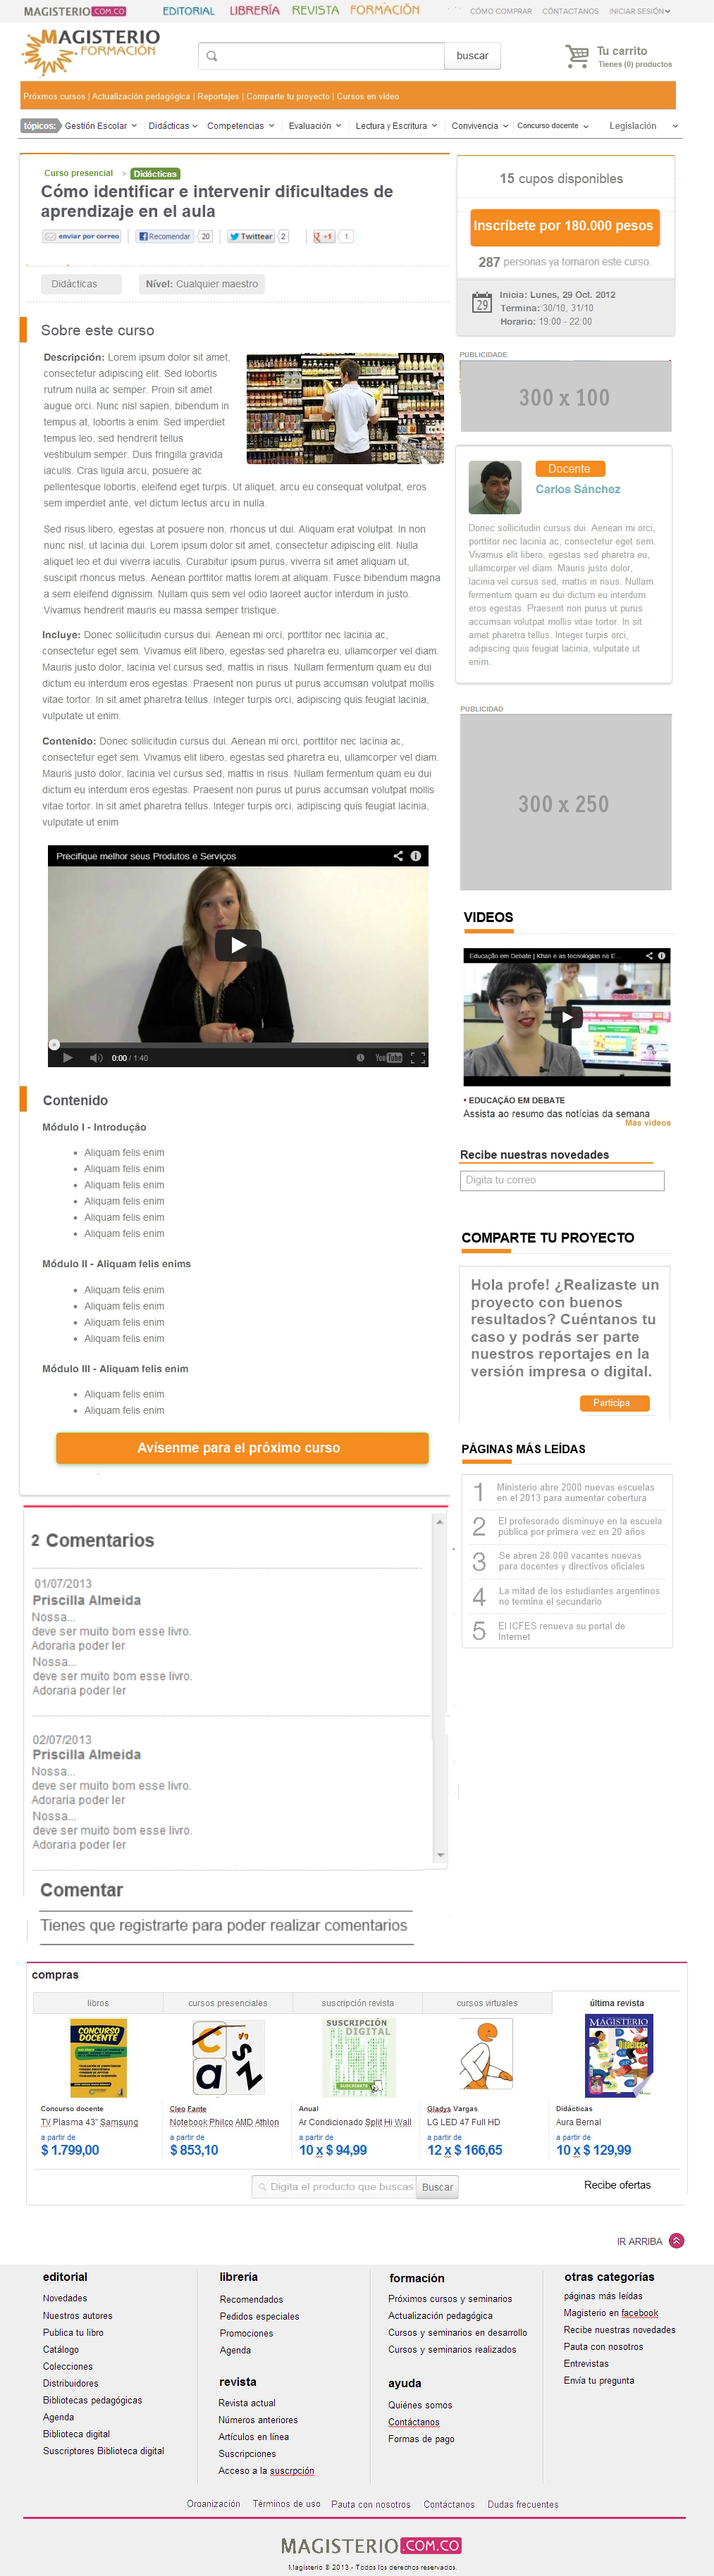 MAGISTERIO.COM.CO
EDITORIAL LIBRERÍA REVISTA FORMACIÓN
CÓMO COMPRAR CÓNTACTANOS INICIAR SESIÓN
MAGISTERIO
FORMACIÓN
buscar
Tu carrito
Tienes (0) productos
Próxmos cursos | Actualización pedagógica | Reportajes | Comparte tu proyecto | Cursos en video
tópicos: Gestión Escolar Didácticas Competencias Evaluación Lectura y Escritura Convivencia Concurso docente Legislación
Curso presencial > Didácticas
Cómo identificar e intervenir dificultades de
aprendizaje en el aula
enviar por correo Recomendar 20 Twittear 2 +1 1
Didácticas Nível: Cualquier maestro
Sobre este curso
Descripción: Lorem ipsum dolor sit amet,
consectetur adipiscing elit. Sed lobortis
rutrum nulla ac semper. Proin sit amet
augue orci. Nunc nisl sapien, bibendum in
tempus at, lobortis a enim. Sed imperdiet
tempus leo, sed hendrerit tellus
vestibulum semper. Duis fringilla gravida
iaculis. Cras ligula arcu, posuere ac
pellentesque lobortis, eleifend eget turpis. Ut aliquet, arcu eu consequat volutpat, eros
sem imperdiet ante, vel dictum lectus arcu in nulla.
Sed risus libero, egestas at posuere non, rhoncus ut dui. Aliquam erat volutpat. In non
nunc nisl, ut lacinia dui. Lorem ipsum dolor sit amet, consectetur adipiscing elit. Nulla
aliquet leo et dui viverra iaculis. Curabitur ipsum purus, viverra sit amet aliquam ut,
suscipit rhoncus metus. Aenean porttitor mattis lorem at aliquam. Fusce bibendum magna
a sem eleifend dignissim. Nullam quis sem vel odio laoreet auctor interdum in justo.
Vivamus hendrerit mauris eu massa semper tristique.
Incluye: Donec sollicitudin cursus dui. Aenean mi orci, porttitor nec lacinia ac,
consectetur eget sem. Vivamus elit libero, egestas sed pharetra eu, ullamcorper vel diam.
Mauris justo dolor, lacinia vel cursus sed, mattis in risus. Nullam fermentum quam eu dui
dictum eu interdum eros egestas. Praesent non purus ut purus accumsan volutpat mollis
vitae tortor. In sit amet pharetra tellus. Integer turpis orci, adipiscing quis feugiat lacinia,
vulputate ut enim.
Contenido: Donec sollicitudin cursus dui. Aenean mi orci, porttitor nec lacinia ac,
consectetur eget sem. Vivamus elit libero, egestas sed pharetra eu, ullamcorper vel diam.
Mauris justo dolor, lacinia vel cursus sed, mattis in risus. Nullam fermentum quam eu dui
dictum eu interdum eros egestas. Praesent non purus ut purus accumsan volutpat mollis
vitae tortor. In sit amet pharetra tellus. Integer turpis orci, adipiscing quis feugiat lacinia,
vulputate ut enim
Precifique melhor seus Produtos e Serviços
0:00 / 1:40 YouTube
Contenido
Módulo I - Introdução
• Aliquam felis enim
• Aliquam felis enim
• Aliquam felis enim
• Aliquam felis enim
• Aliquam felis enim
• Aliquam felis enim
Módulo II - Aliquam felis enims
• Aliquam felis enim
• Aliquam felis enim
• Aliquam felis enim
• Aliquam felis enim
Módulo III - Aliquam felis enim
• Aliquam felis enim
• Aliquam felis enim
Avísenme para el próximo curso
15 cupos disponibles
Inscríbete por 180.000 pesos
287 personas ya tomaron este curso.
29
Inicia: Lunes, 29 Oct. 2012
Termina: 30/10, 31/10
Horario: 19:00 - 22:00
PUBLICIDADE
300 x 100
Docente
Carlos Sánchez
Donec sollicitudin cursus dui. Aenean mi orci,
porttitor nec lacinia ac, consectetur eget sem.
Vivamus elit libero, egestas sed pharetra eu,
ullamcorper vel diam. Mauris justo dolor,
lacinia vel cursus sed, mattis in risus. Nullam
fermentum quam eu dui dictum eu interdum
eros egestas. Praesent non purus ut purus
accumsan volutpat mollis vitae tortor. In sit
amet pharetra tellus. Integer turpis orci,
adipiscing quis feugiat lacinia, vulputate ut
enim.
PUBLICIDAD
300 x 250
VIDEOS
Educação em Debate | Khan e as tecnologias na E...
• EDUCAÇÃO EM DEBATE
Assista ao resumo das notícias da semana
Más videos
Recibe nuestras novedades
Digita tu correo
COMPARTE TU PROYECTO
Hola profe! ¿Realizaste un
proyecto con buenos
resultados? Cuéntanos tu
caso y podrás ser parte
nuestros reportajes en la
versión impresa o digital.
Participa
PÁGINAS MÁS LEÍDAS
1 Ministerio abre 2000 nuevas escuelas
en el 2013 para aumentar cobertura
2 El profesorado disminuye en la escuela
pública por primera vez en 20 años
3 Se abren 28.000 vacantes nuevas
para docentes y directivos oficiales
4 La mitad de los estudiantes argentinos
no termina el secundario
5 El ICFES renueva su portal de
Internet
2 Comentarios
01/07/2013
Priscilla Almeida
Nossa...
deve ser muito bom esse livro.
Adoraria poder ler
Nossa...
deve ser muito bom esse livro.
Adoraria poder ler
02/07/2013
Priscilla Almeida
Nossa...
deve ser muito bom esse livro.
Adoraria poder ler
Nossa...
deve ser muito bom esse livro.
Adoraria poder ler
Comentar
Tienes que registrarte para poder realizar comentarios
compras
libros cursos presenciales suscripción revista cursos virtuales última revista
CONCURSO
DOCENTE
SUSCRIPCIÓN
DIGITAL
SUSCRÍBETE
MAGISTERIO
Didácticas
Concurso docente
TV Plasma 43" Samsung
a partir de
$ 1.799,00
Cleo Fante
Notebook Philco AMD Athlon
a partir de
$ 853,10
Anual
Ar Condicionado Split Hi Wall
a partir de
10 x $ 94,99
Gladys Vargas
LG LED 47 Full HD
a partir de
12 x $ 166,65
Didácticas
Aura Bernal
a partir de
10 x $ 129,99
Digita el producto que buscas Buscar
Recibe ofertas
IR ARRIBA
editorial
Novedades
Nuestros autores
Publica tu libro
Catálogo
Colecciones
Distribuidores
Bibliotecas pedagógicas
Agenda
Biblioteca digital
Suscriptores Biblioteca digital
librería
Recomendados
Pedidos especiales
Promociones
Agenda
revista
Revista actual
Números anteriores
Artículos en línea
Suscripciones
Acceso a la suscrpción
formación
Próximos cursos y seminarios
Actualización pedagógica
Cursos y seminarios en desarrollo
Cursos y seminarios realizados
ayuda
Quiénes somos
Contáctanos
Formas de pago
otras categorías
páginas más leídas
Magisterio en facebook
Recibe nuestras novedades
Pauta con nosotros
Entrevistas
Envía tu pregunta
Organización Términos de uso Pauta con nosotros Contáctanos Dudas frecuentes
MAGISTERIO.COM.CO
Magisterio © 2013 - Todos los derechos reservados.